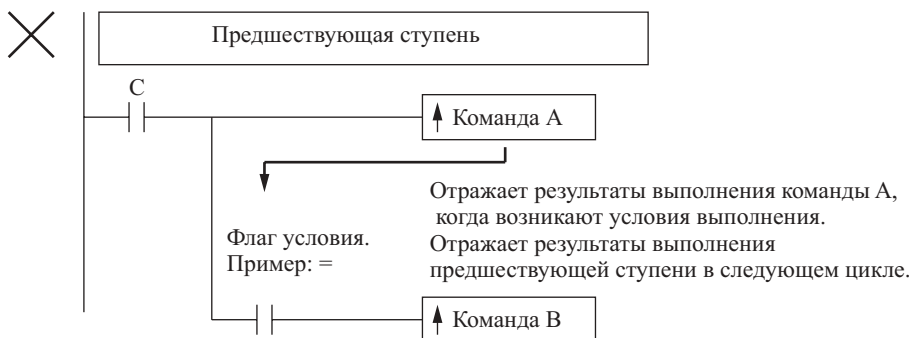 Предшествующая ступень
C
Команда А
Отражает результаты выполнения команды А,
когда возникают условия выполнения.
Флаг условия.
Пример: =
Отражает результаты выполнения
предшествующей ступени в следующем цикле.
Команда В